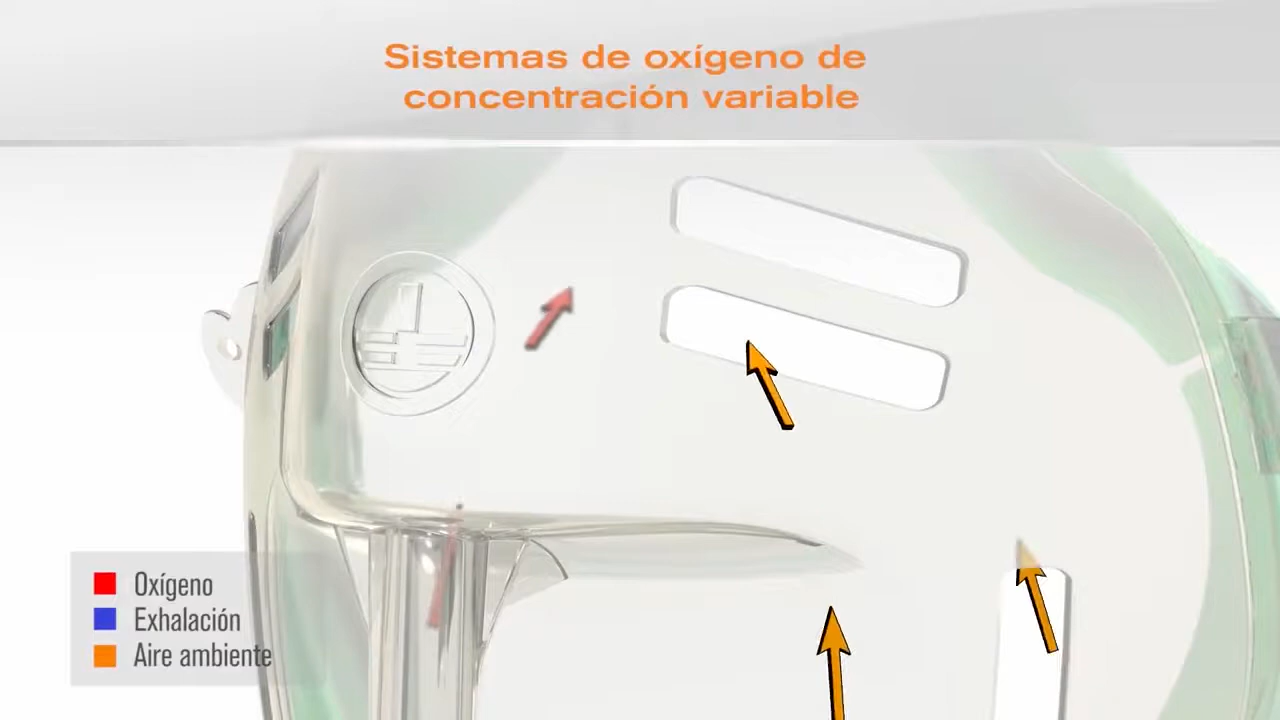 Sistemas de oxígeno de
concentración variable
Oxígeno
Exhalación
Aire ambiente